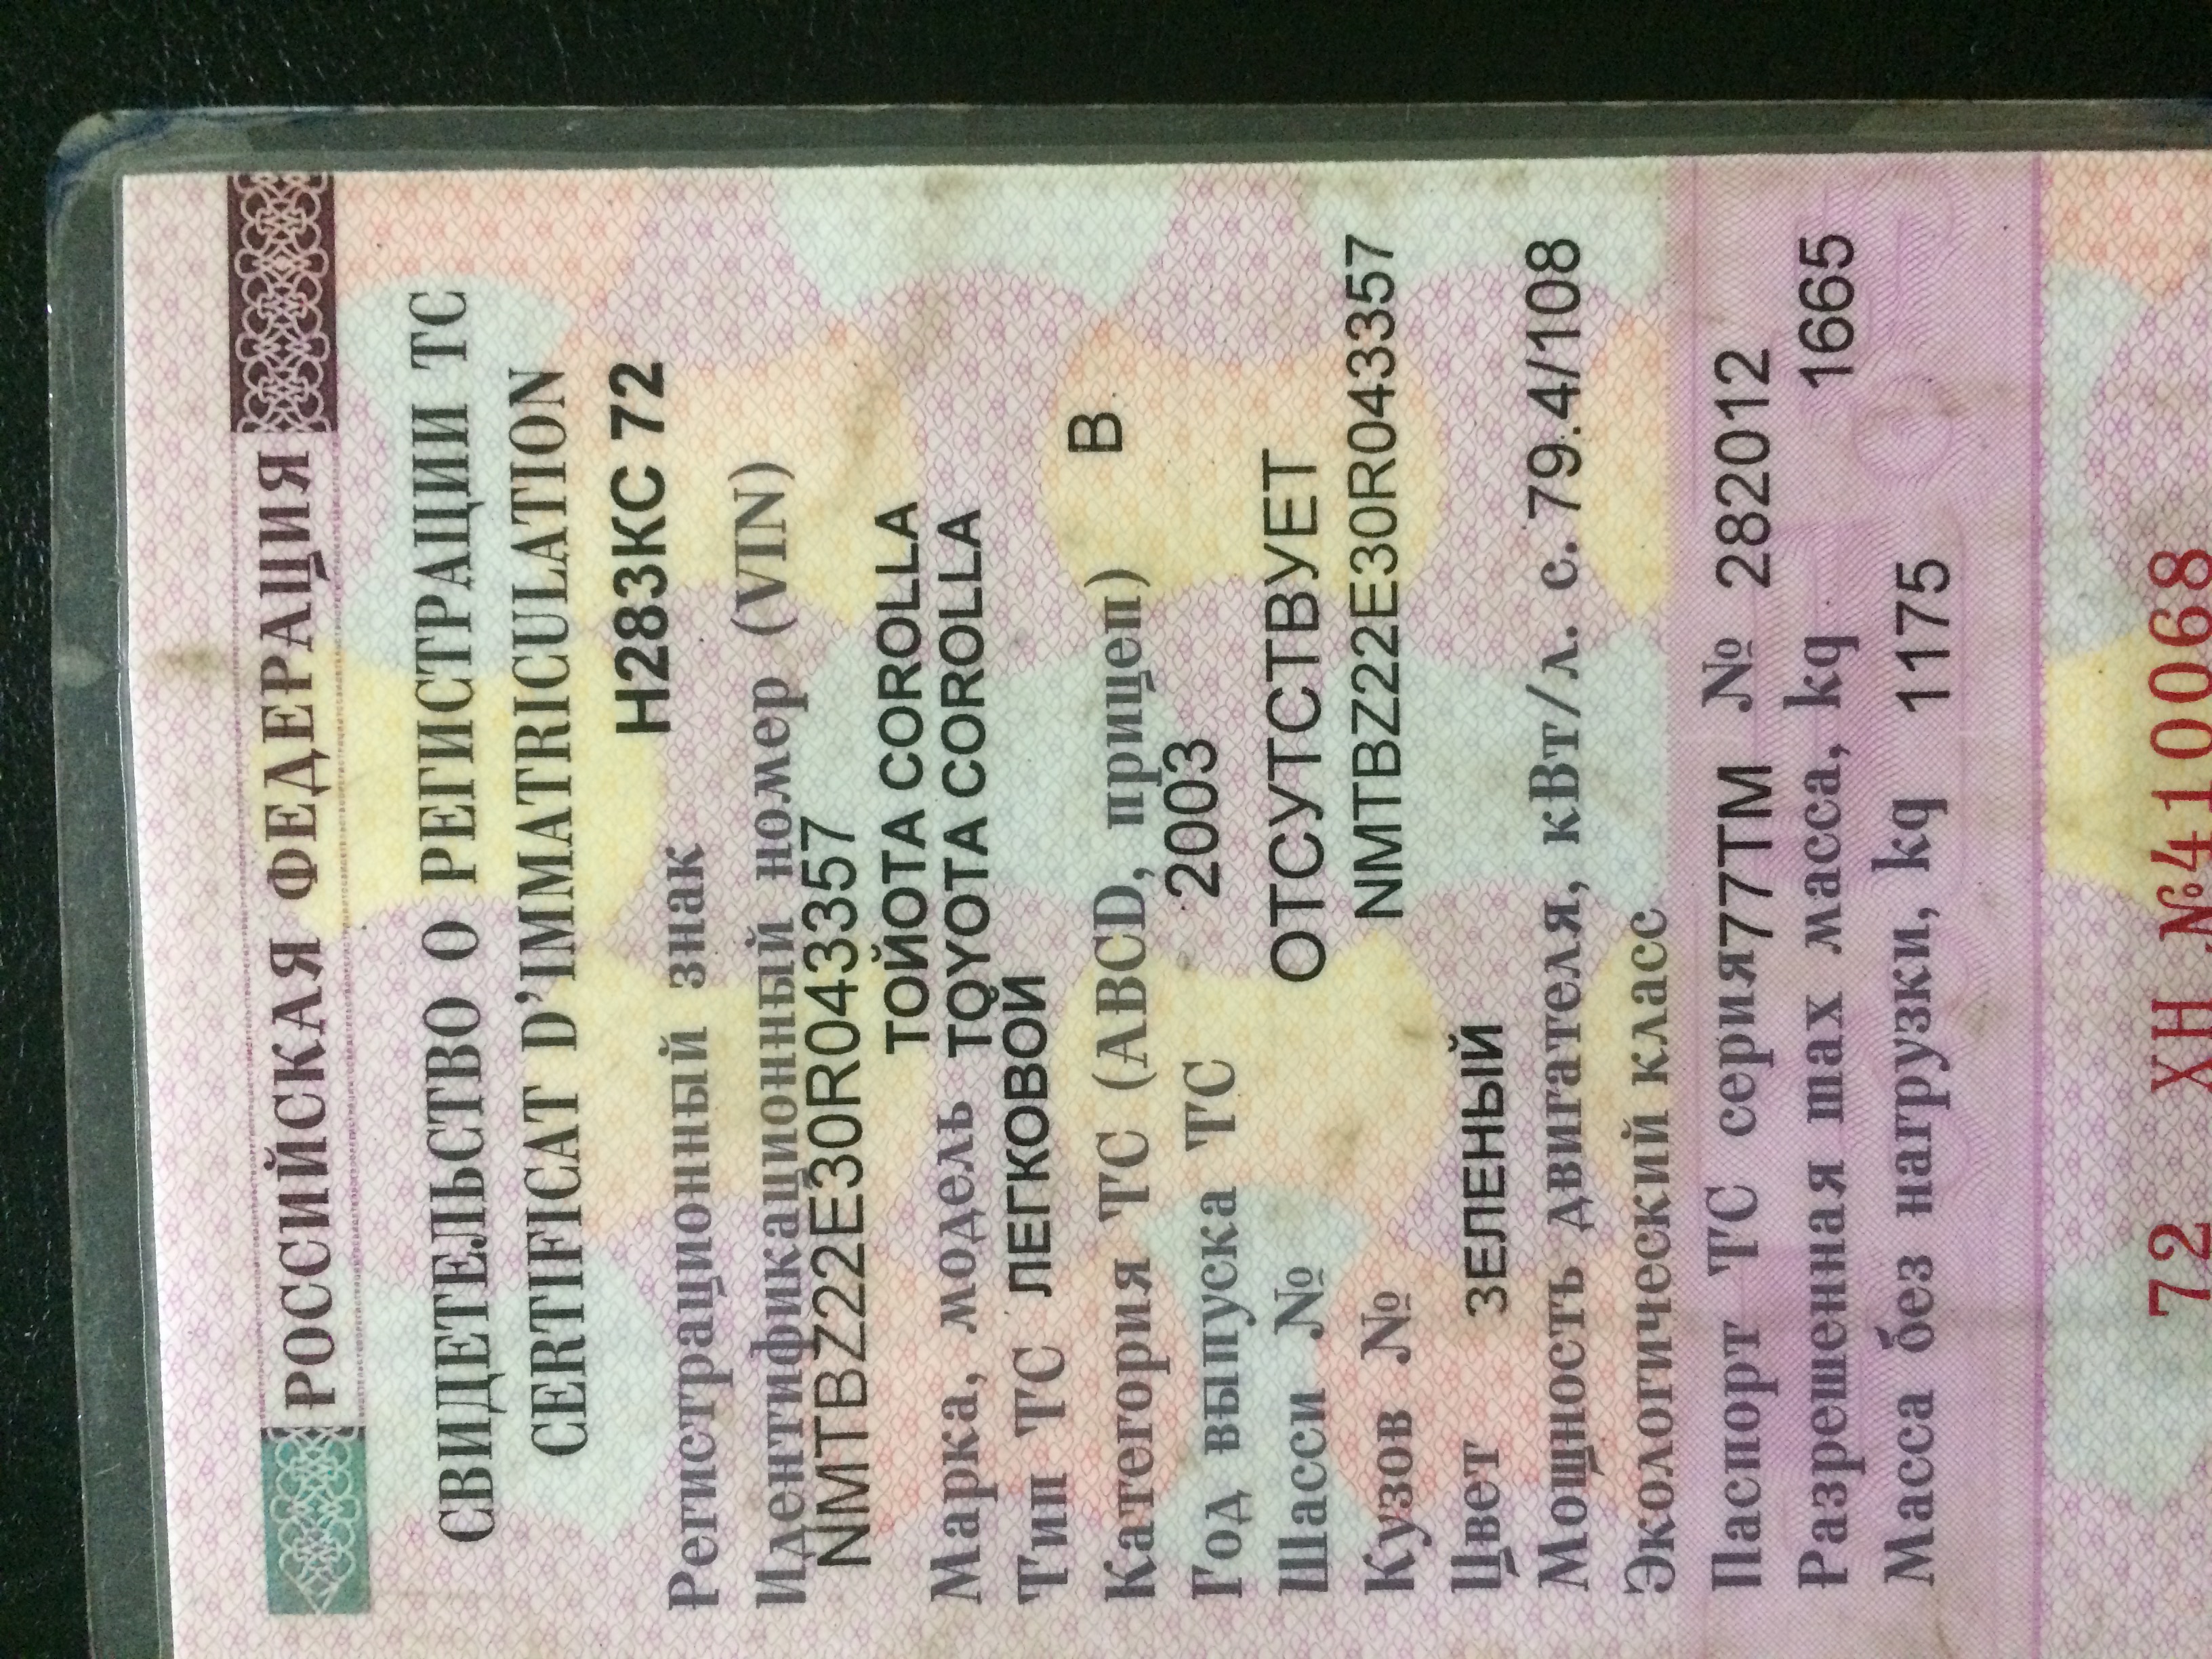 РОССИЙСКАЯ ФЕДЕРАЦИЯ
СВИДЕТЕЛЬСТВО О РЕГИСТРАЦИИ ТС
CERTIFICAT D'IMMATRICULATION
Регистрационный знак Н283КС 72
Идентификационный номер (VIN)
NMTBZ22E30R043357
ТОЙОТА COROLLA
Марка, модель TOYOTA COROLLA
Тип ТС ЛЕГКОВОЙ
Категория ТС (ABCD, прицеп) В
Год выпуска ТС 2003
Шасси № ОТСУТСТВУЕТ
Кузов № NMTBZ22E30R043357
Цвет ЗЕЛЕНЫЙ
Мощность двигателя, кВт/л. с. 79.4/108
Экологический класс
Паспорт ТС серия 77ТМ № 282012
Разрешенная max масса, kg 1665
Масса без нагрузки, kg 1175
72 ХН №410068